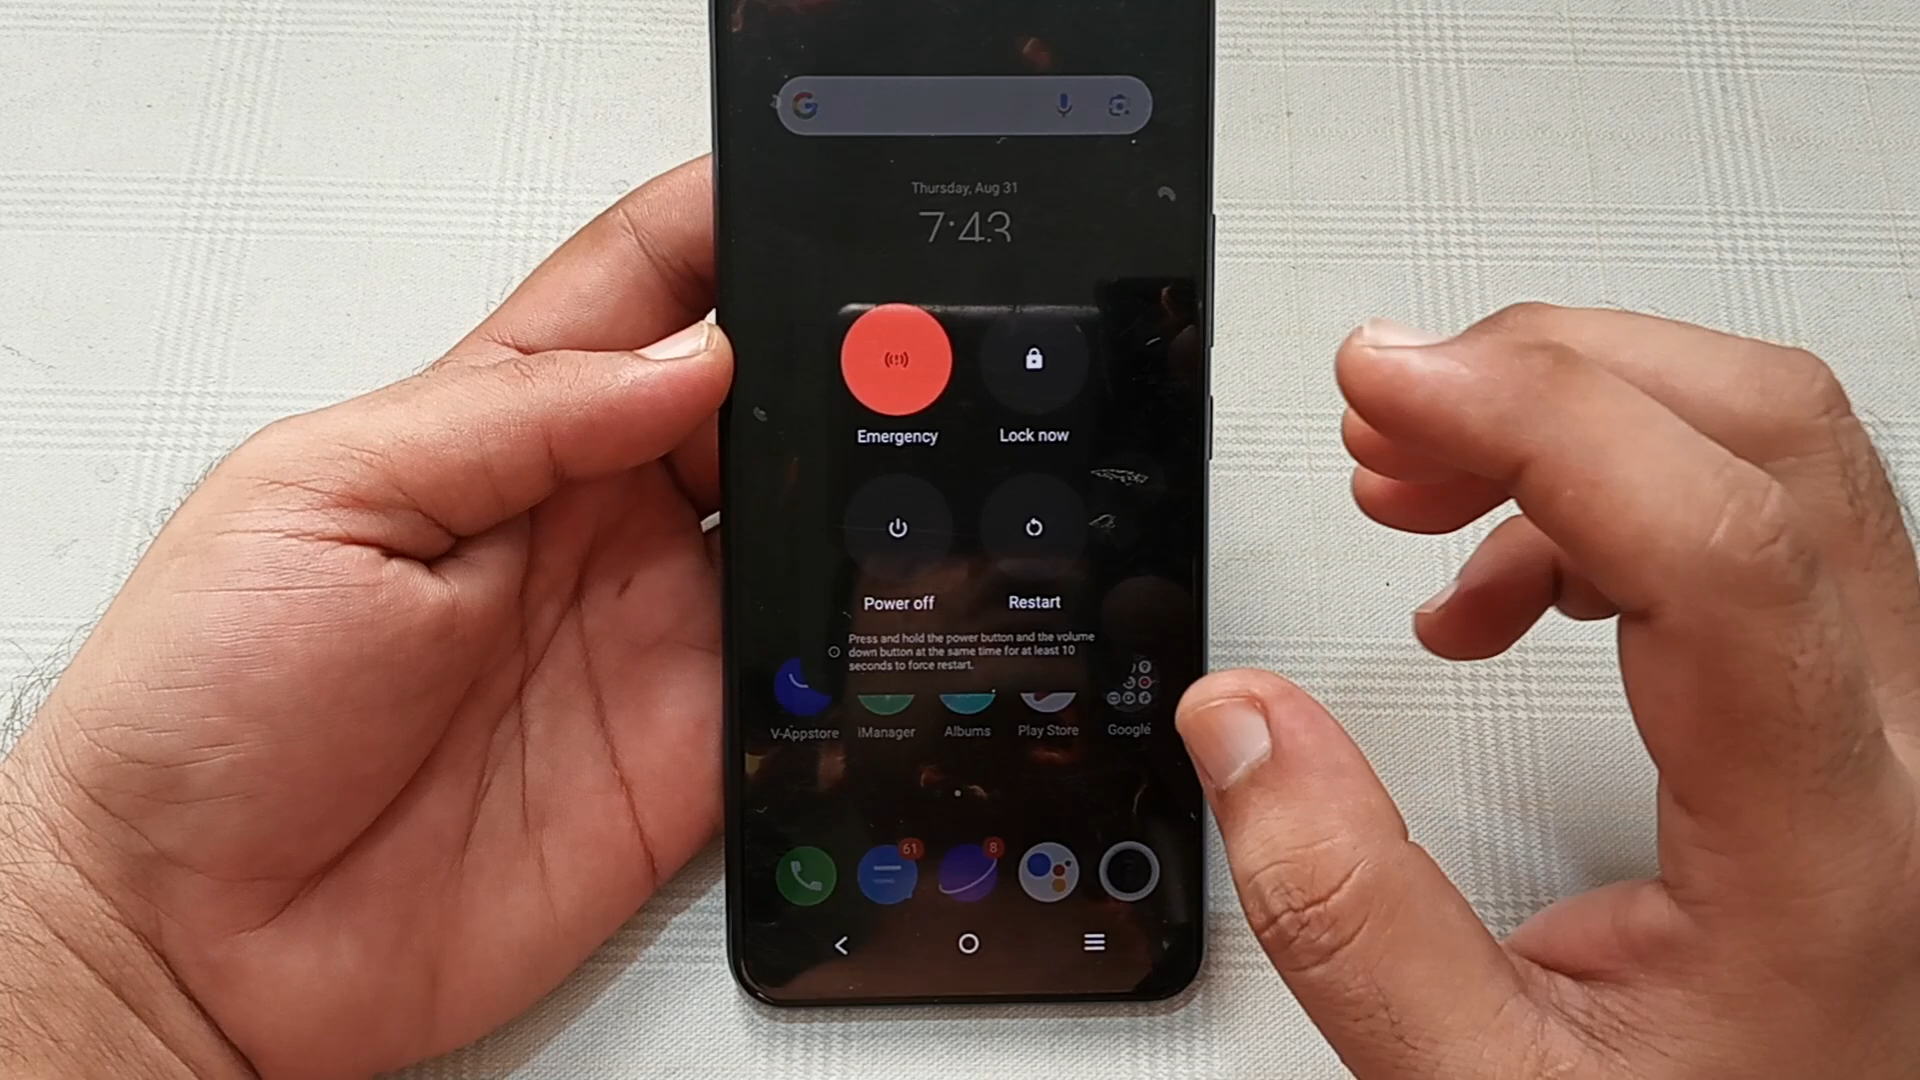 Thursday, Aug 31
7:43
Emergency
Lock now
Power off
Restart
Press and hold the power button and the volume
down button at the same time for at least 10
seconds to force restart.
V-Appstore
iManager
Albums
Play Store
Google
61
8